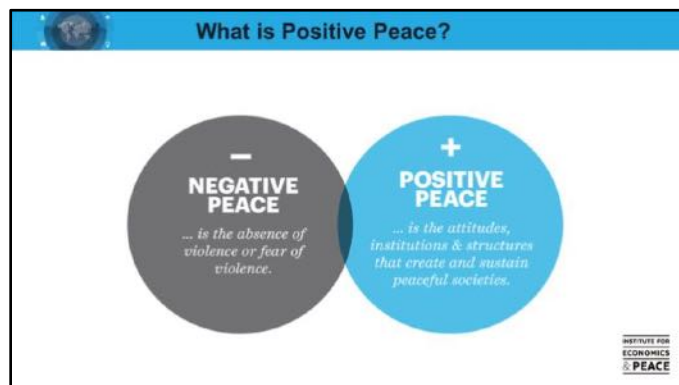 What is Positive Peace?
–
NEGATIVE
PEACE
... is the absence of
violence or fear of
violence.
+
POSITIVE
PEACE
... is the attitudes,
institutions & structures
that create and sustain
peaceful societies.
INSTITUTE FOR
ECONOMICS
& PEACE